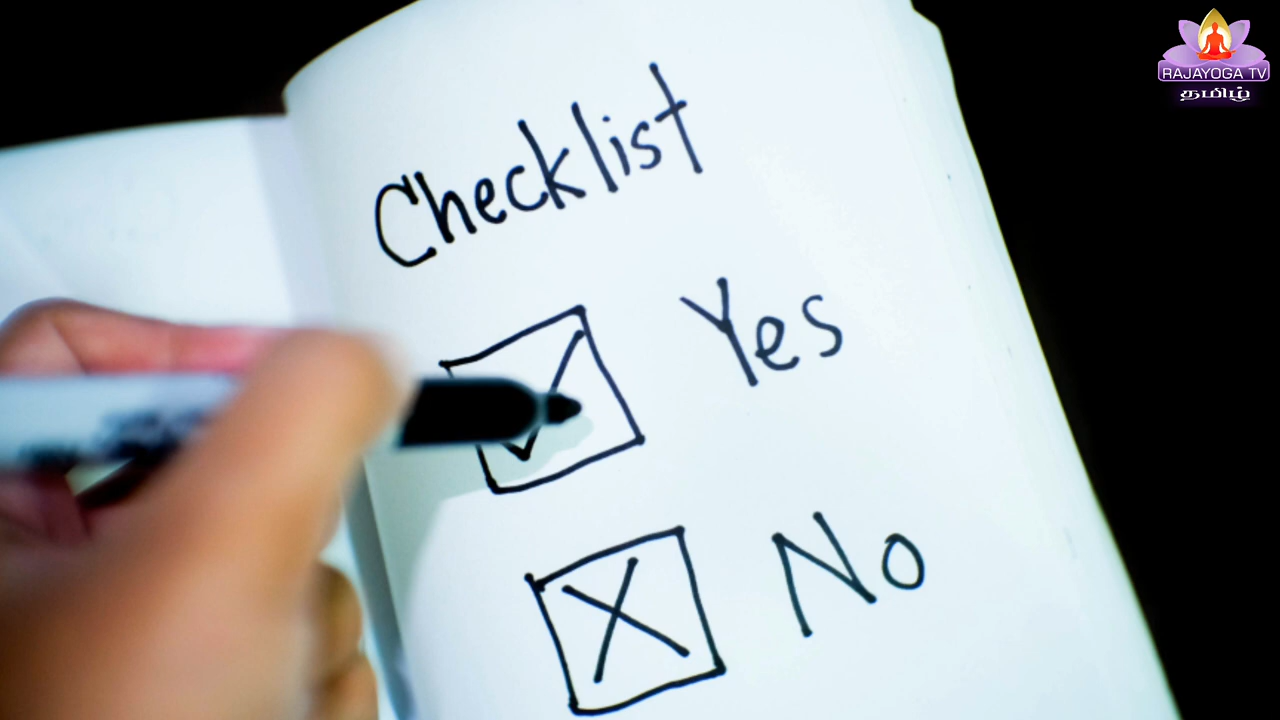 RAJAYOGA TV
தமிழ்
Checklist
Yes
No